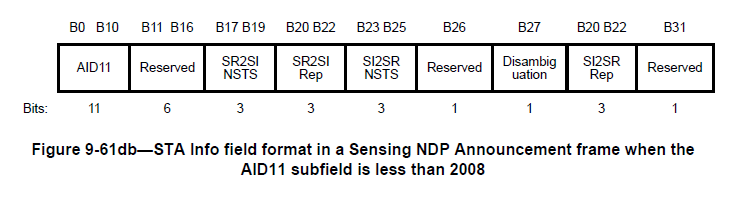 B0 B10 B11 B16 B17 B19 B20 B22 B23 B25 B26 B27 B20 B22 B31
AID11 Reserved SR2SI NSTS SR2SI Rep SI2SR NSTS Reserved Disambig uation SI2SR Rep Reserved
Bits: 11 6 3 3 3 1 1 3 1
Figure 9-61db—STA Info field format in a Sensing NDP Announcement frame when the
AID11 subfield is less than 2008